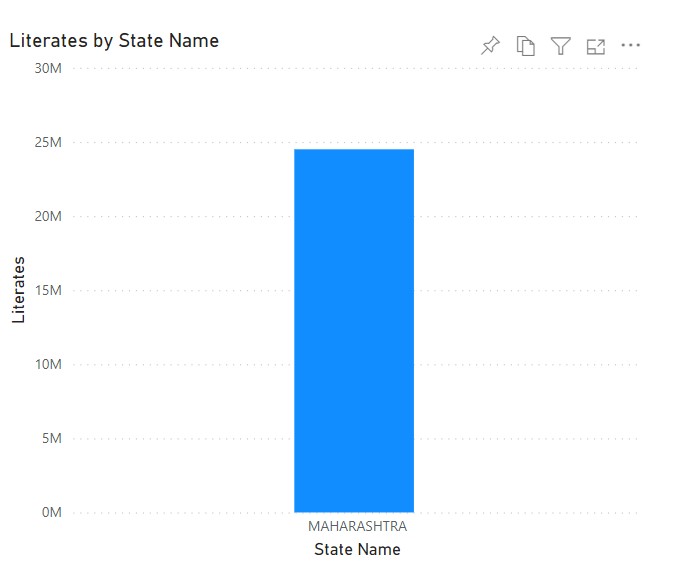 Literates by State Name
30M
25M
20M
15M
10M
5M
0M
Literates
MAHARASHTRA
State Name